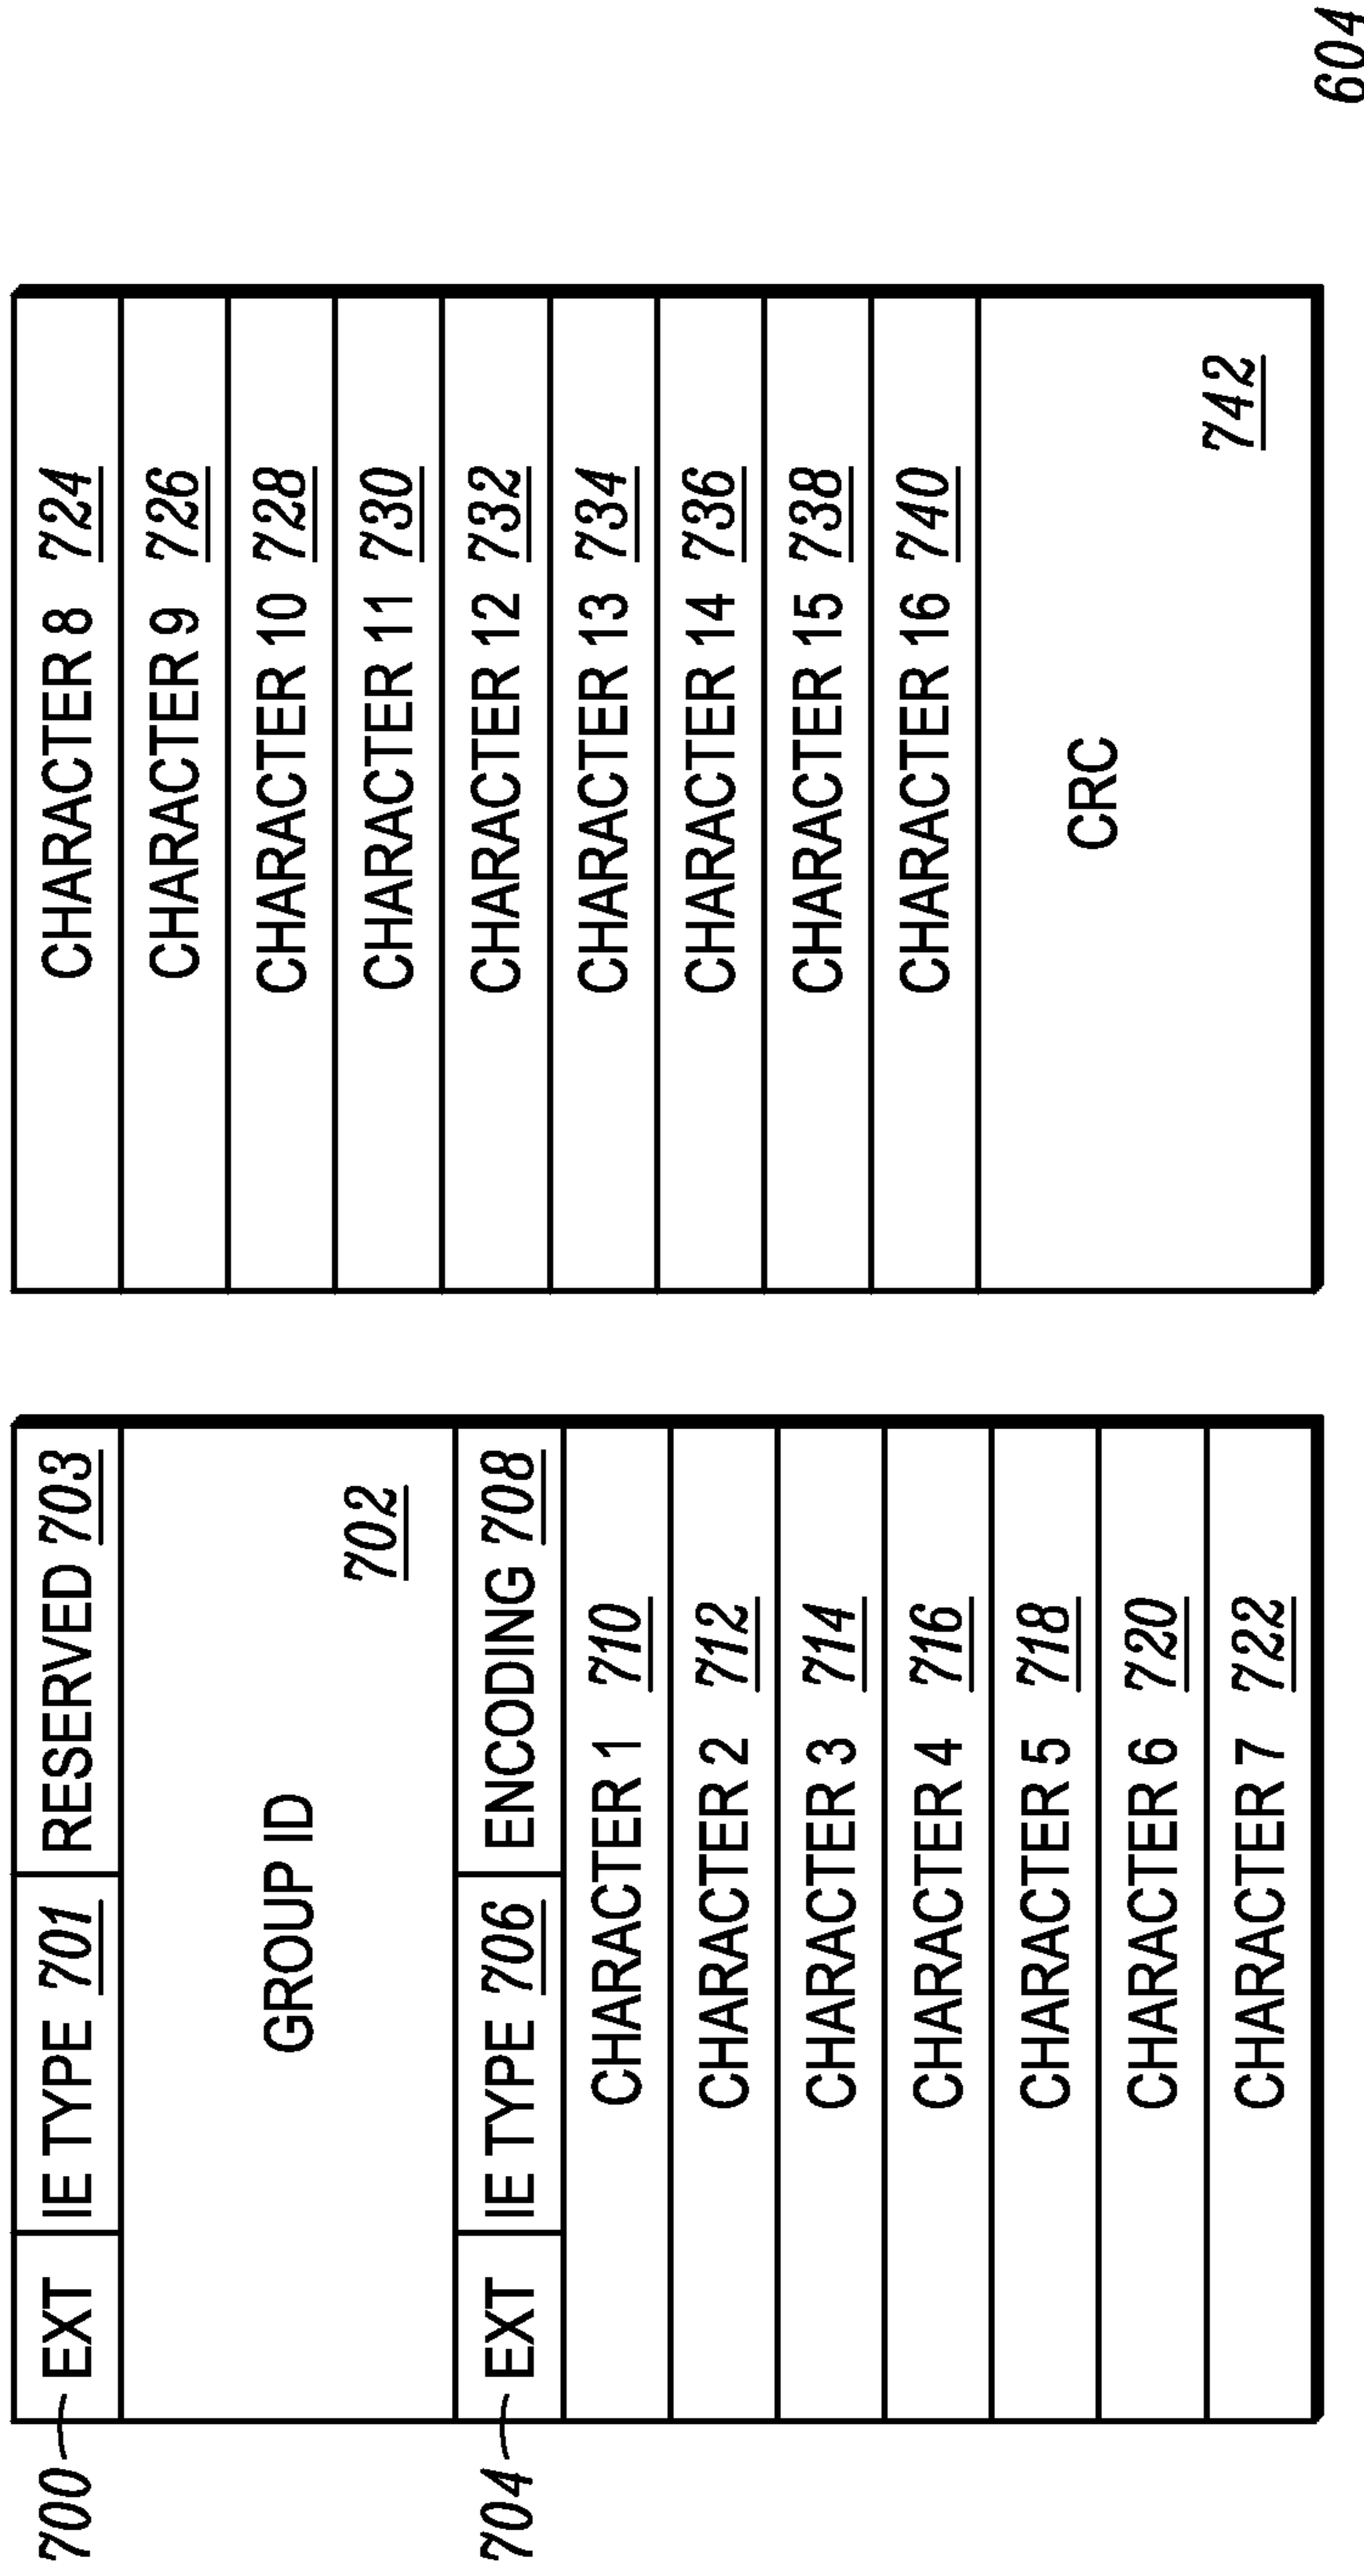 700 EXT IE TYPE 701 RESERVED 703
GROUP ID
702
704 EXT IE TYPE 706 ENCODING 708
CHARACTER 1 710
CHARACTER 2 712
CHARACTER 3 714
CHARACTER 4 716
CHARACTER 5 718
CHARACTER 6 720
CHARACTER 7 722
CHARACTER 8 724
CHARACTER 9 726
CHARACTER 10 728
CHARACTER 11 730
CHARACTER 12 732
CHARACTER 13 734
CHARACTER 14 736
CHARACTER 15 738
CHARACTER 16 740
CRC
742
604